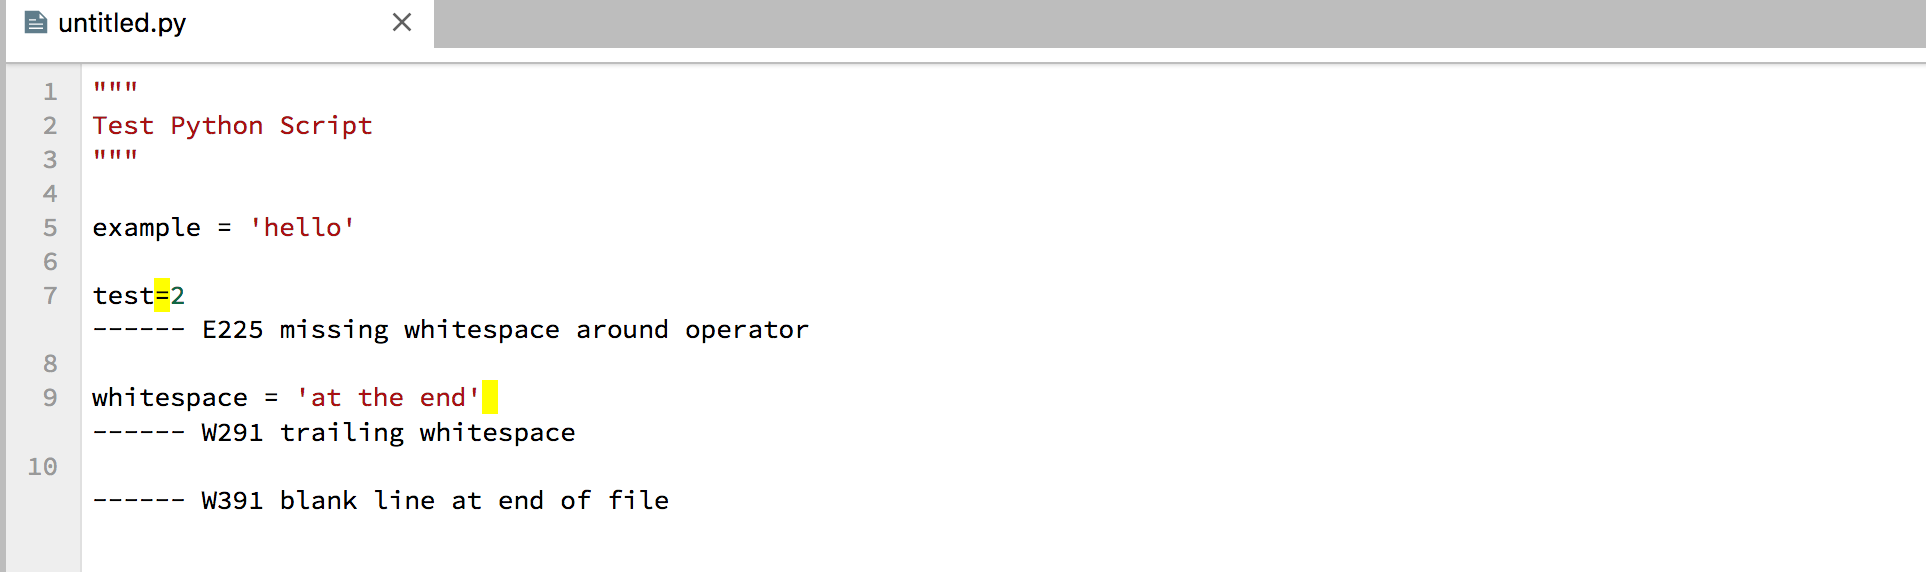 untitled.py
1 """
2 Test Python Script
3 """
4
5 example = 'hello'
6
7 test=2
------ E225 missing whitespace around operator
8
9 whitespace = 'at the end'
------ W291 trailing whitespace
10
------ W391 blank line at end of file